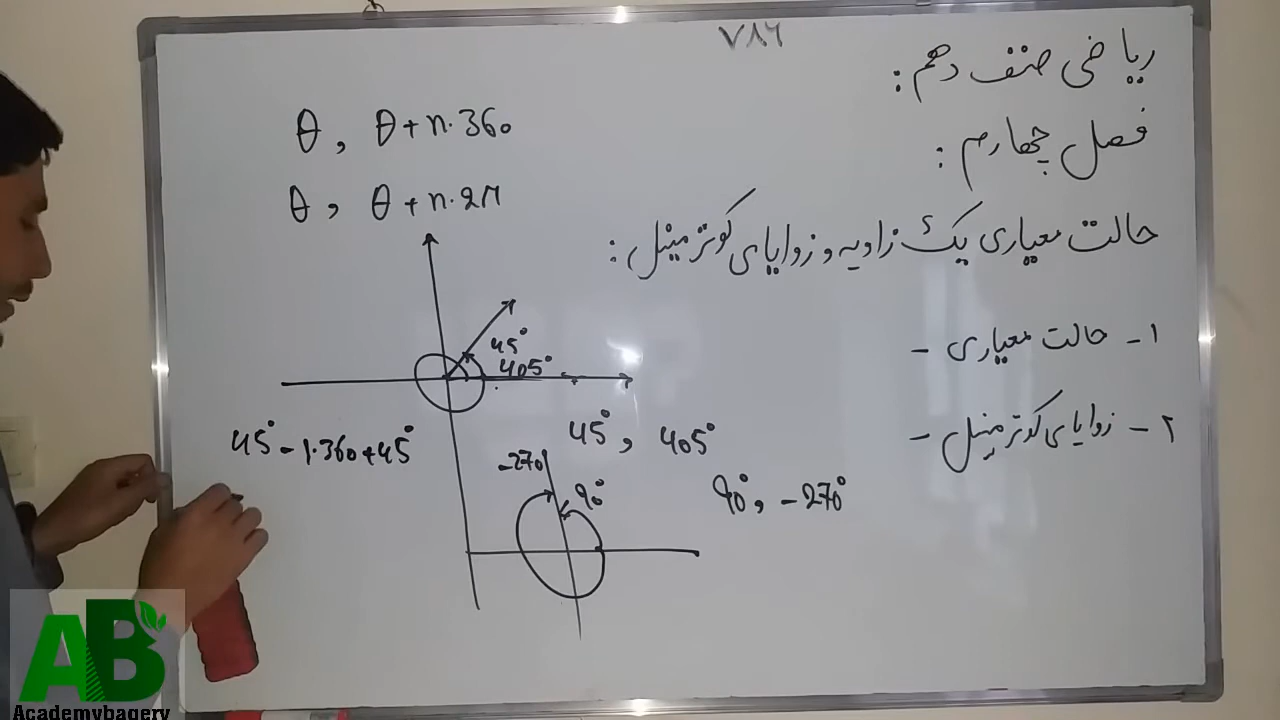 ۷۸۶
ریاضی صنف دهم:
فصل چهارم:
حالت معیاری یک زاویه و زوایای کوترمینل:
۱- حالت معیاری -
۲- زوایای کوترمینل -
θ, θ+n·360
θ, θ+n·2π
45°
405°
45°, 405°
45° -1·360+45°
-270
90°
90°, -270°
AB
Academybagery